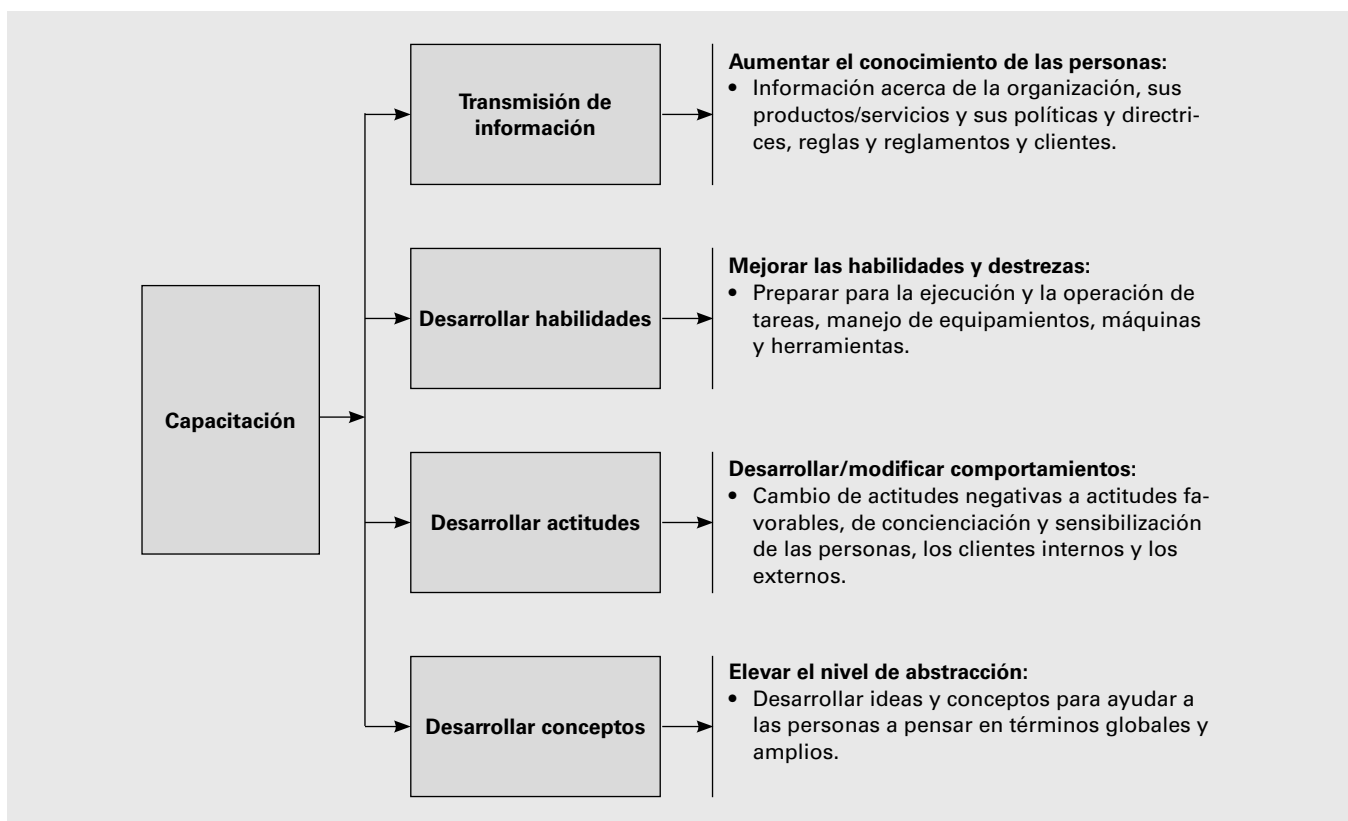 Transmisión de
información
Aumentar el conocimiento de las personas:
• Información acerca de la organización, sus
productos/servicios y sus políticas y directri-
ces, reglas y reglamentos y clientes.
Desarrollar habilidades
Mejorar las habilidades y destrezas:
• Preparar para la ejecución y la operación de
tareas, manejo de equipamientos, máquinas
y herramientas.
Capacitación
Desarrollar actitudes
Desarrollar/modificar comportamientos:
• Cambio de actitudes negativas a actitudes fa-
vorables, de concienciación y sensibilización
de las personas, los clientes internos y los
externos.
Desarrollar conceptos
Elevar el nivel de abstracción:
• Desarrollar ideas y conceptos para ayudar a
las personas a pensar en términos globales y
amplios.